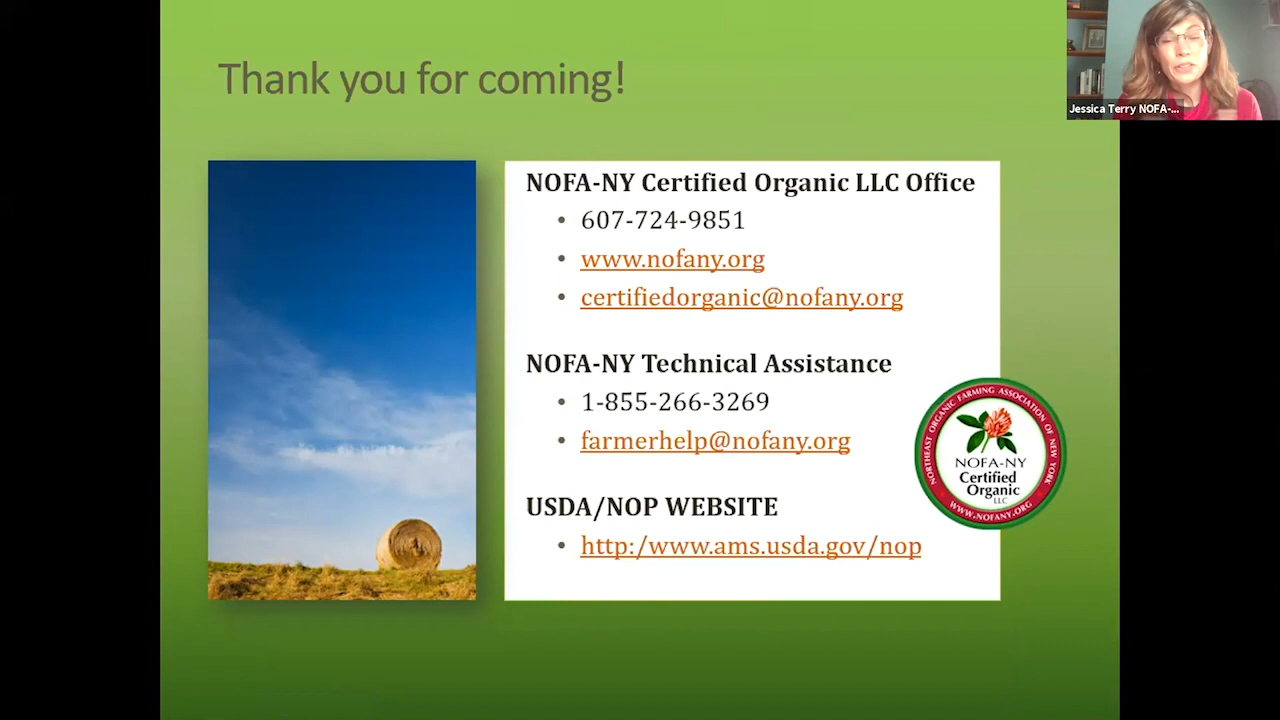 Thank you for coming!
Jessica Terry NOFA-...
NOFA-NY Certified Organic LLC Office
• 607-724-9851
• www.nofany.org
• certifiedorganic@nofany.org
NOFA-NY Technical Assistance
• 1-855-266-3269
• farmerhelp@nofany.org
USDA/NOP WEBSITE
• http:/www.ams.usda.gov/nop
NORTHEAST ORGANIC FARMING ASSOCIATION OF NEW YORK
NOFA-NY
Certified
Organic
LLC
WWW.NOFANY.ORG